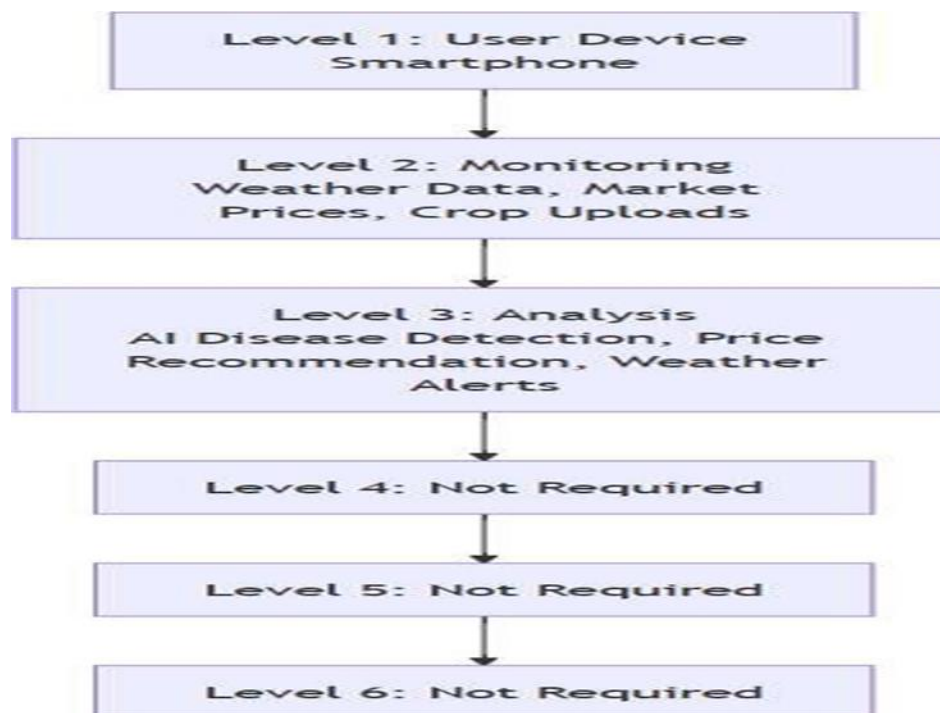 Level 1: User Device
Smartphone
Level 2: Monitoring
Weather Data, Market
Prices, Crop Uploads
Level 3: Analysis
AI Disease Detection, Price
Recommendation, Weather
Alerts
Level 4: Not Required
Level 5: Not Required
Level 6: Not Required